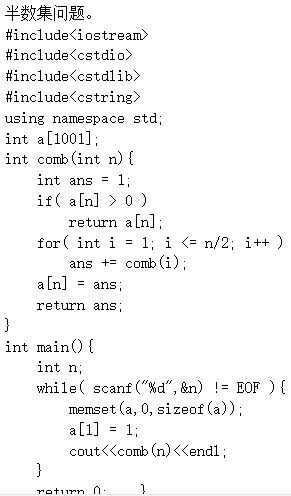 半数集问题。
#include<iostream>
#include<cstdio>
#include<cstdlib>
#include<cstring>
using namespace std;
int a[1001];
int comb(int n){
    int ans = 1;
    if( a[n] > 0 )
        return a[n];
    for( int i = 1; i <= n/2; i++ )
        ans += comb(i);
    a[n] = ans;
    return ans;
}
int main(){
    int n;
    while( scanf("%d",&n) != EOF ){
        memset(a,0,sizeof(a));
        a[1] = 1;
        cout<<comb(n)<<endl;
    }
    return 0;    }